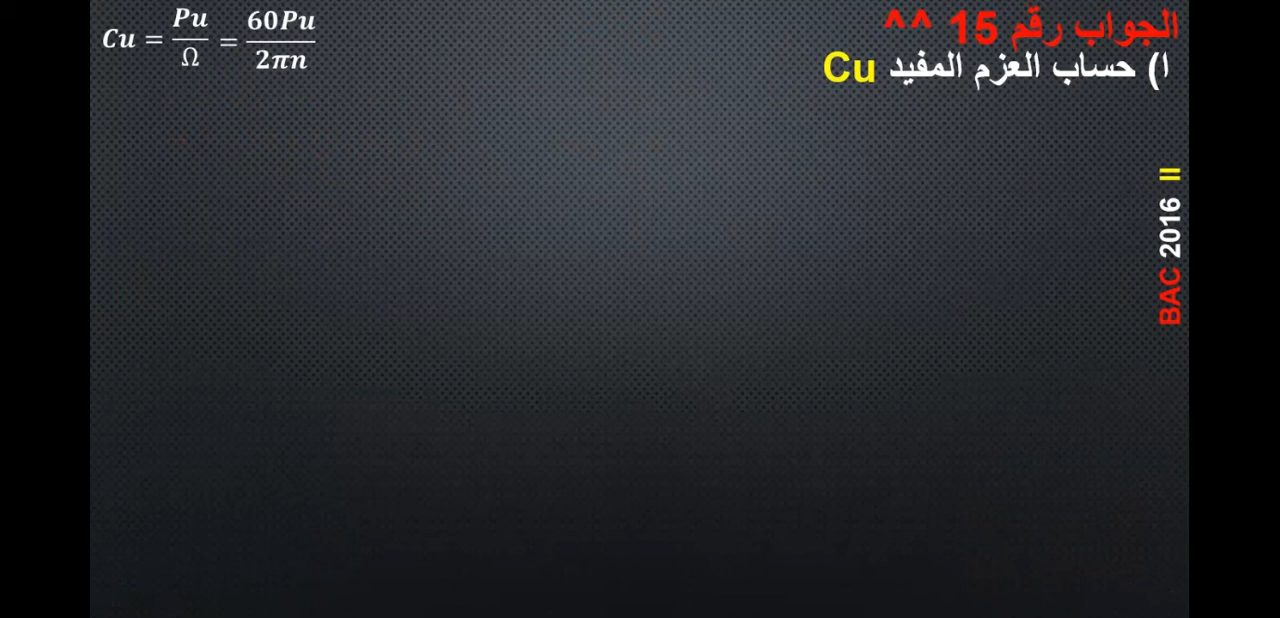 الجواب رقم 15 ^^
ا) حساب العزم المفيد Cu
Cu = Pu / Ω = 60Pu / 2πn
BAC 2016 II